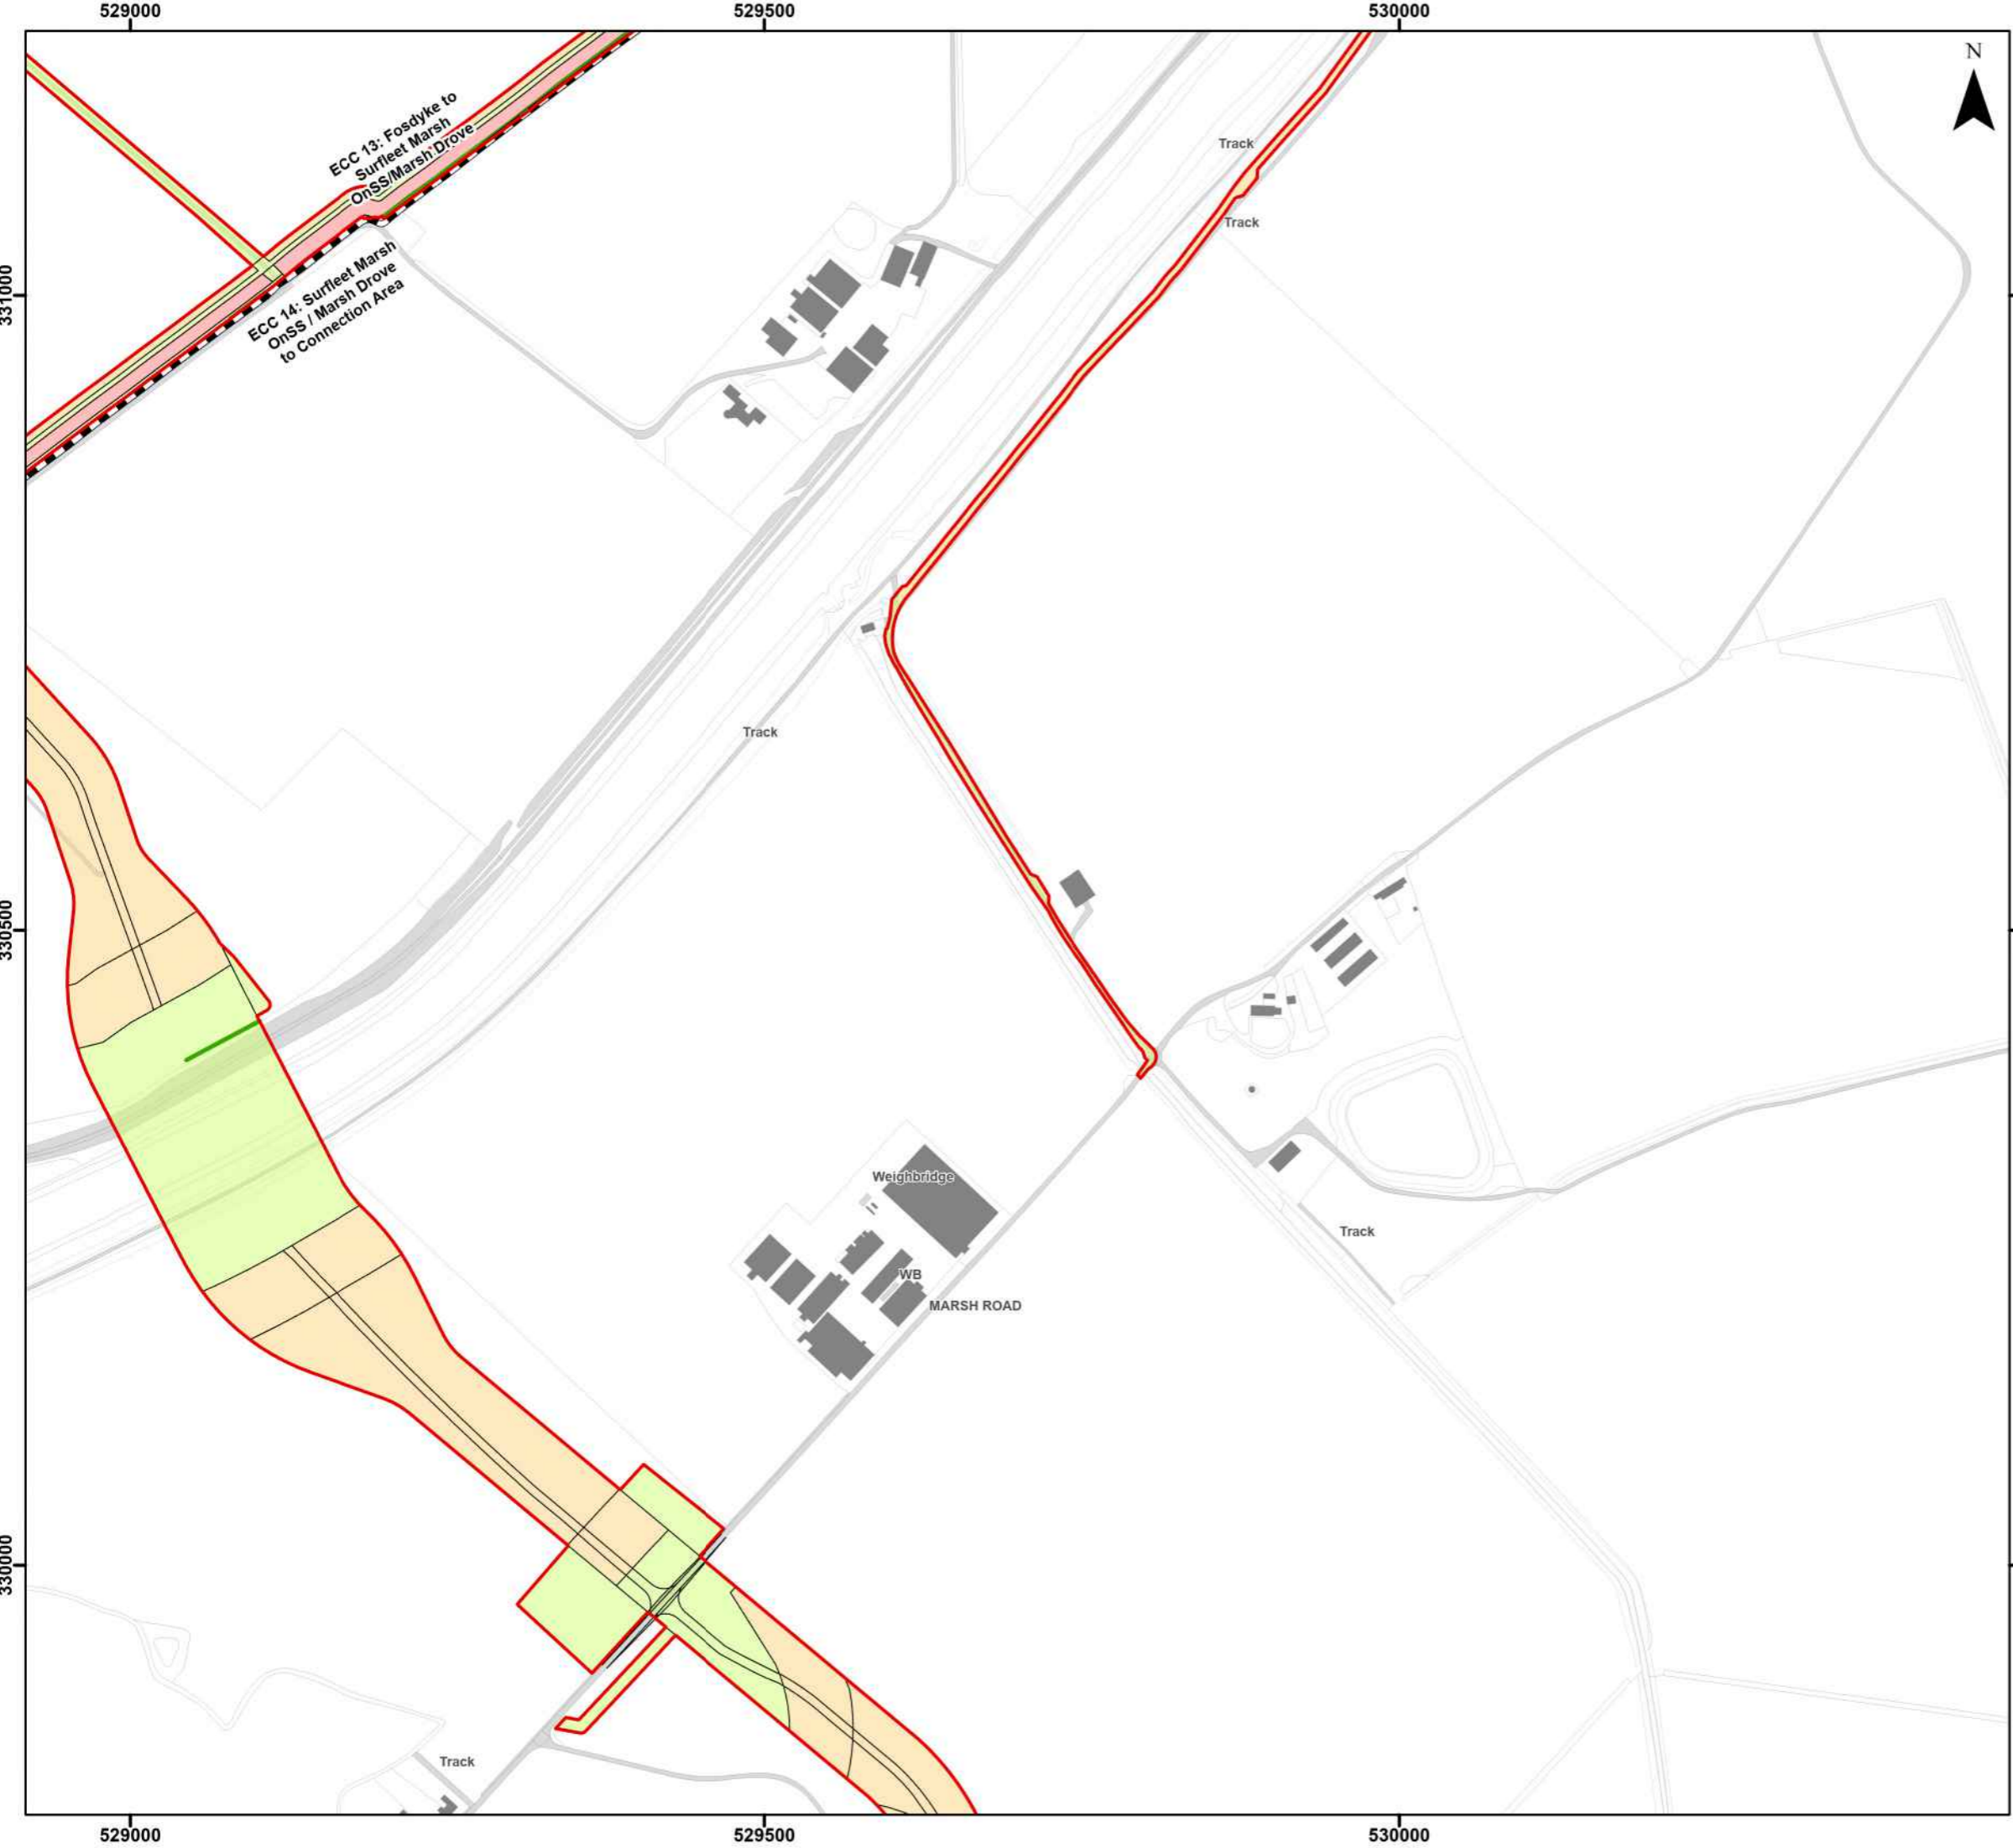 529000
529500
530000
N
ECC 13: Fosdyke to
Surfleet Marsh
OnSS/Marsh Drove
Track
Track
ECC 14: Surfleet Marsh
OnSS / Marsh Drove
to Connection Area
331000
Track
330500
Weighbridge
Track
WB
MARSH ROAD
330000
Track
529000
529500
530000